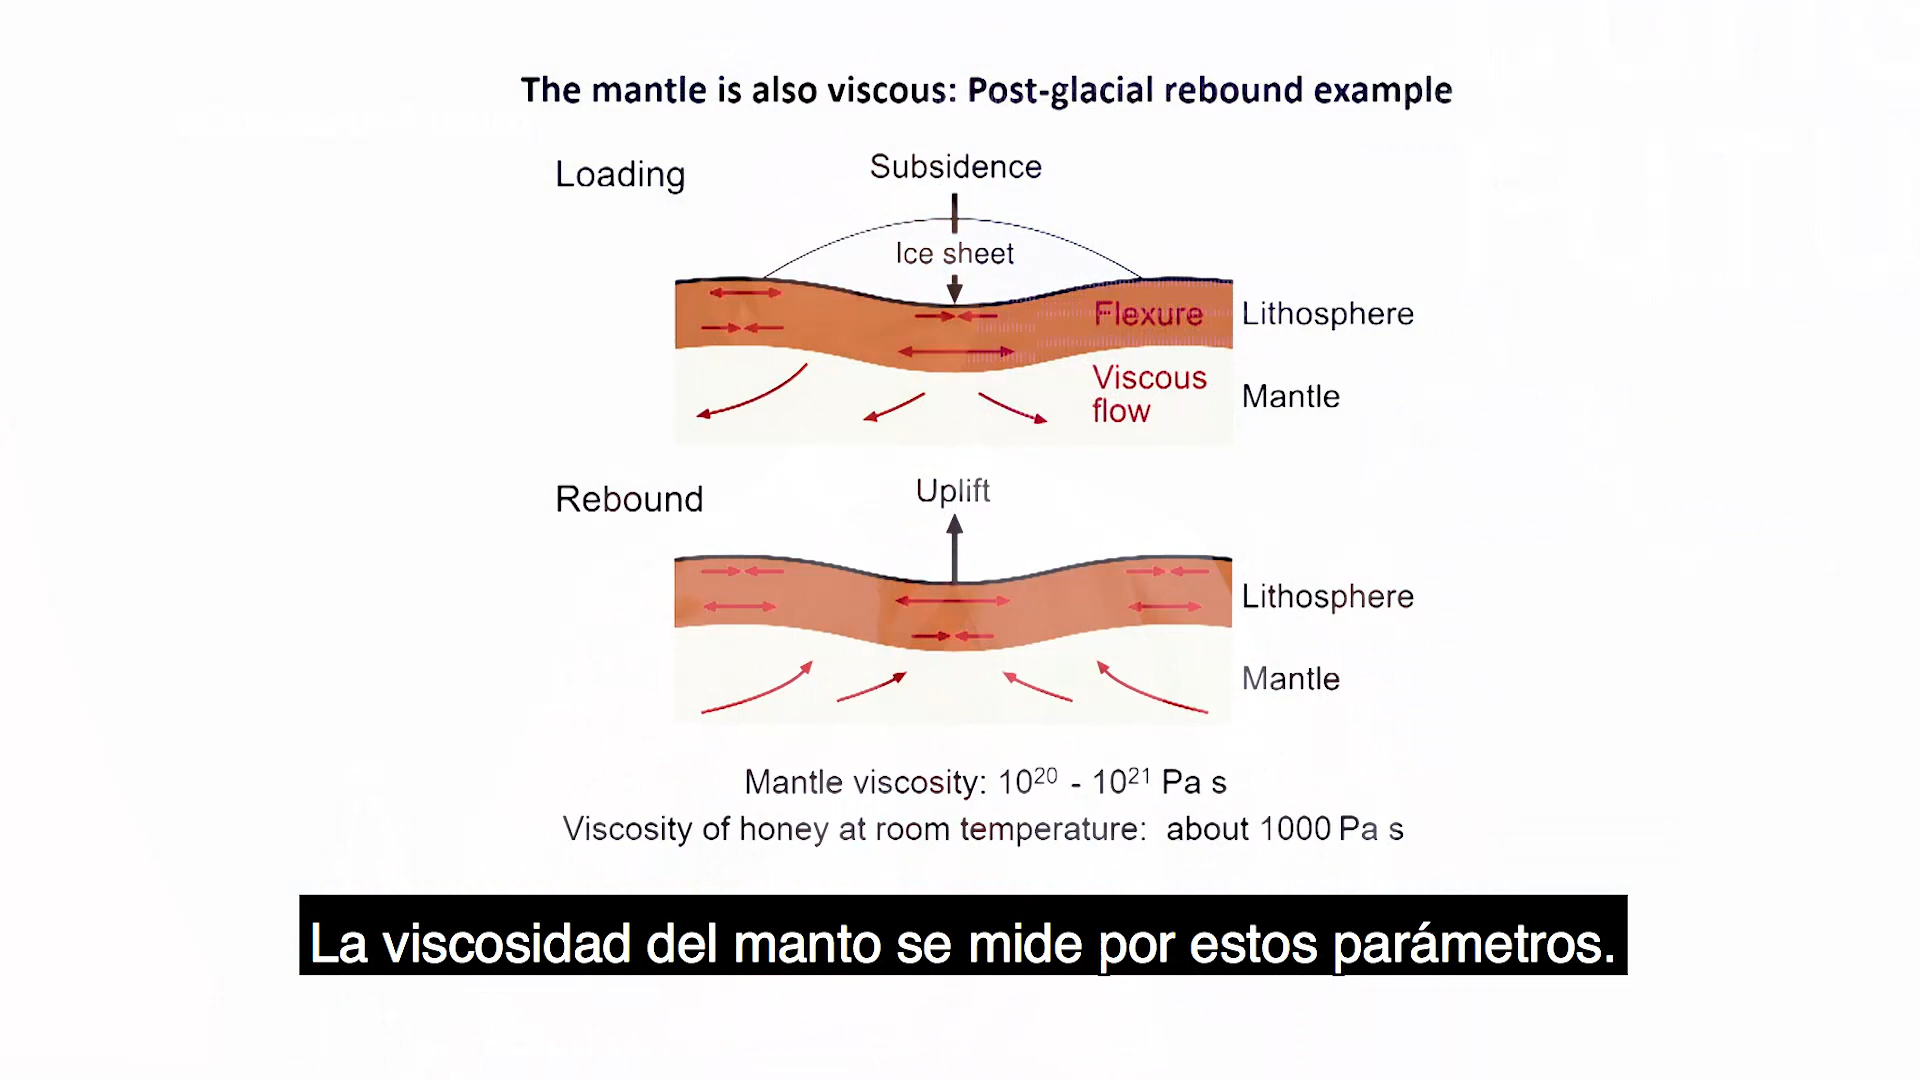 The mantle is also viscous: Post-glacial rebound example
Loading
Subsidence
Ice sheet
Flexure
Lithosphere
Viscous
flow
Mantle
Rebound
Uplift
Lithosphere
Mantle
Mantle viscosity: 10²⁰ - 10²¹ Pa s
Viscosity of honey at room temperature: about 1000 Pa s
La viscosidad del manto se mide por estos parámetros.